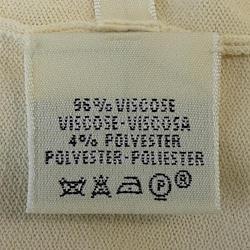 96% VISCOSE
VISCOSE-VISCOSA
4% POLYESTER
POLYESTER-POLIESTER
P ®